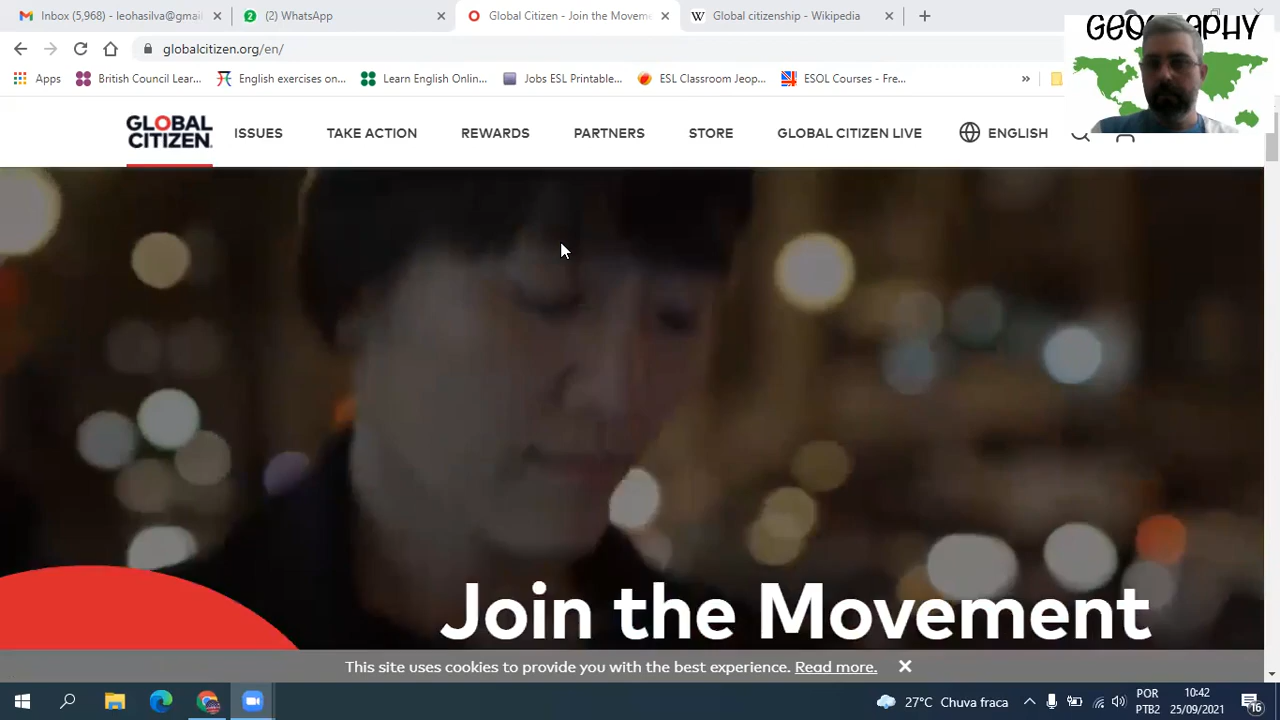 Inbox (5,968) - leohasilva@gmai
(2) WhatsApp
Global Citizen - Join the Moveme
Global citizenship - Wikipedia
globalcitizen.org/en/
Apps
British Council Lear...
English exercises on...
Learn English Onlin...
Jobs ESL Printable...
ESL Classroom Jeop...
ESOL Courses - Fre...
»
GEOGRAPHY
GLOBAL
CITIZEN.
ISSUES
TAKE ACTION
REWARDS
PARTNERS
STORE
GLOBAL CITIZEN LIVE
ENGLISH
Join the Movement
This site uses cookies to provide you with the best experience. Read more.
27°C Chuva fraca
POR
PTB2
10:42
25/09/2021
16